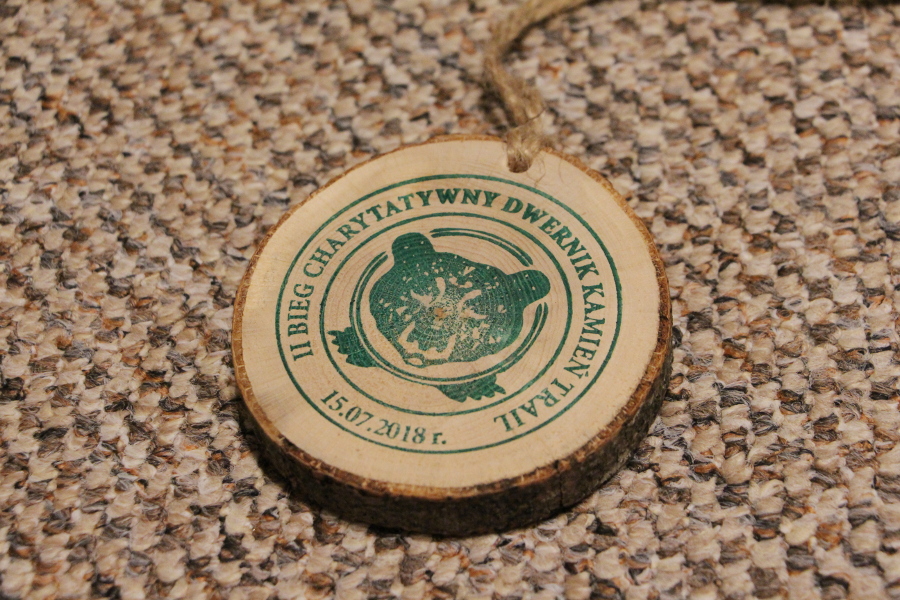 II BIEG CHARYTATYWNY DWERNIK KAMIEN TRAIL
15.07.2018 r.